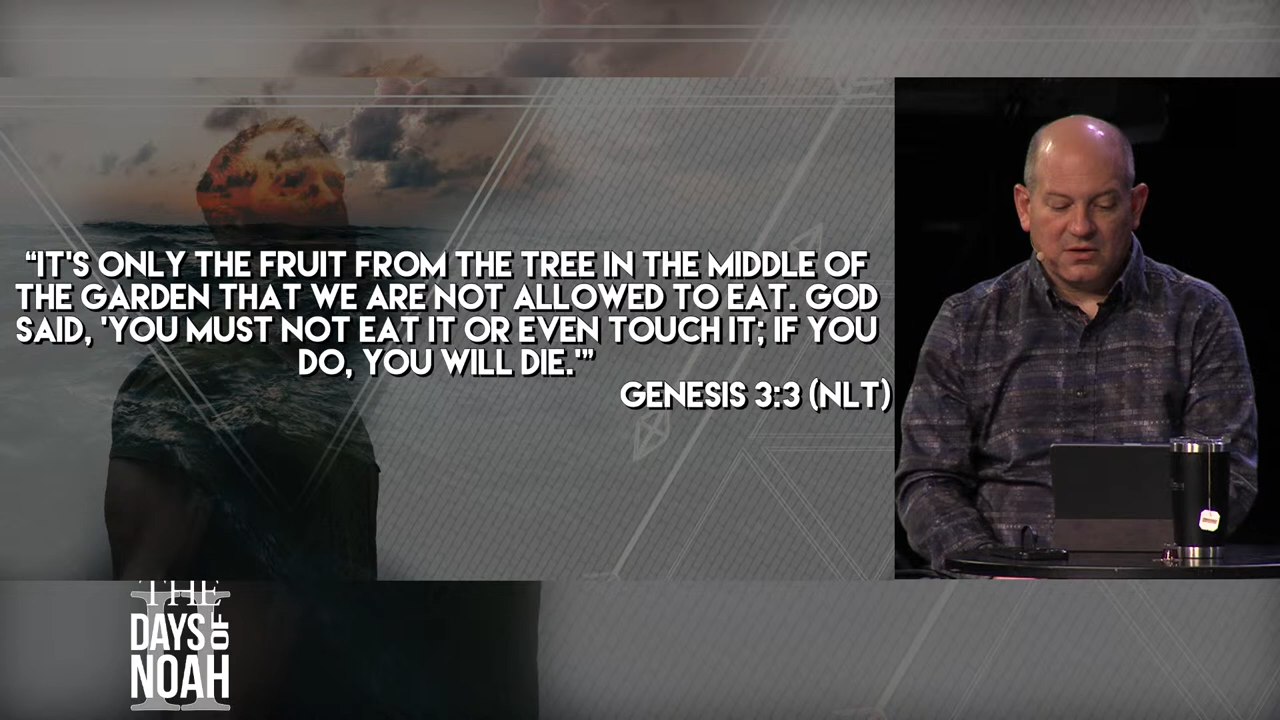 “IT'S ONLY THE FRUIT FROM THE TREE IN THE MIDDLE OF
THE GARDEN THAT WE ARE NOT ALLOWED TO EAT. GOD
SAID, 'YOU MUST NOT EAT IT OR EVEN TOUCH IT; IF YOU
DO, YOU WILL DIE.'”
GENESIS 3:3 (NLT)
THE
DAYS OF
NOAH
II